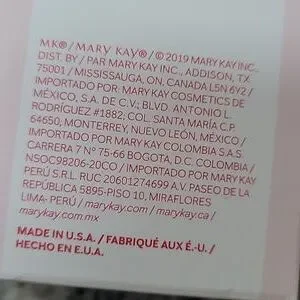 MK® / MARY KAY® / ©2019 MARY KAY INC.
DIST. BY / PAR MARY KAY INC., ADDISON, TX
75001 / MISSISSAUGA, ON, CANADA L5N 6Y2 /
IMPORTADO POR: MARY KAY COSMETICS DE
MÉXICO, S.A. DE C.V., BLVD. ANTONIO L.
RODRÍGUEZ #1882, COL. SANTA MARÍA C.P.
64650, MONTERREY, NUEVO LEÓN, MÉXICO /
IMPORTADO POR MARY KAY COLOMBIA S.A.S.
CARRERA 7 Nº 75-66 BOGOTA, D.C. COLOMBIA /
NSOC98206-20CO / IMPORTADO POR MARY KAY
PERÚ S.R.L. RUC 20601274699 A.V. PASEO DE LA
REPÚBLICA 5895-PISO 10, MIRAFLORES
LIMA- PERÚ / marykay.com / marykay.ca /
marykay.com.mx
MADE IN U.S.A. / FABRIQUÉ AUX É.-U. /
HECHO EN E.U.A.